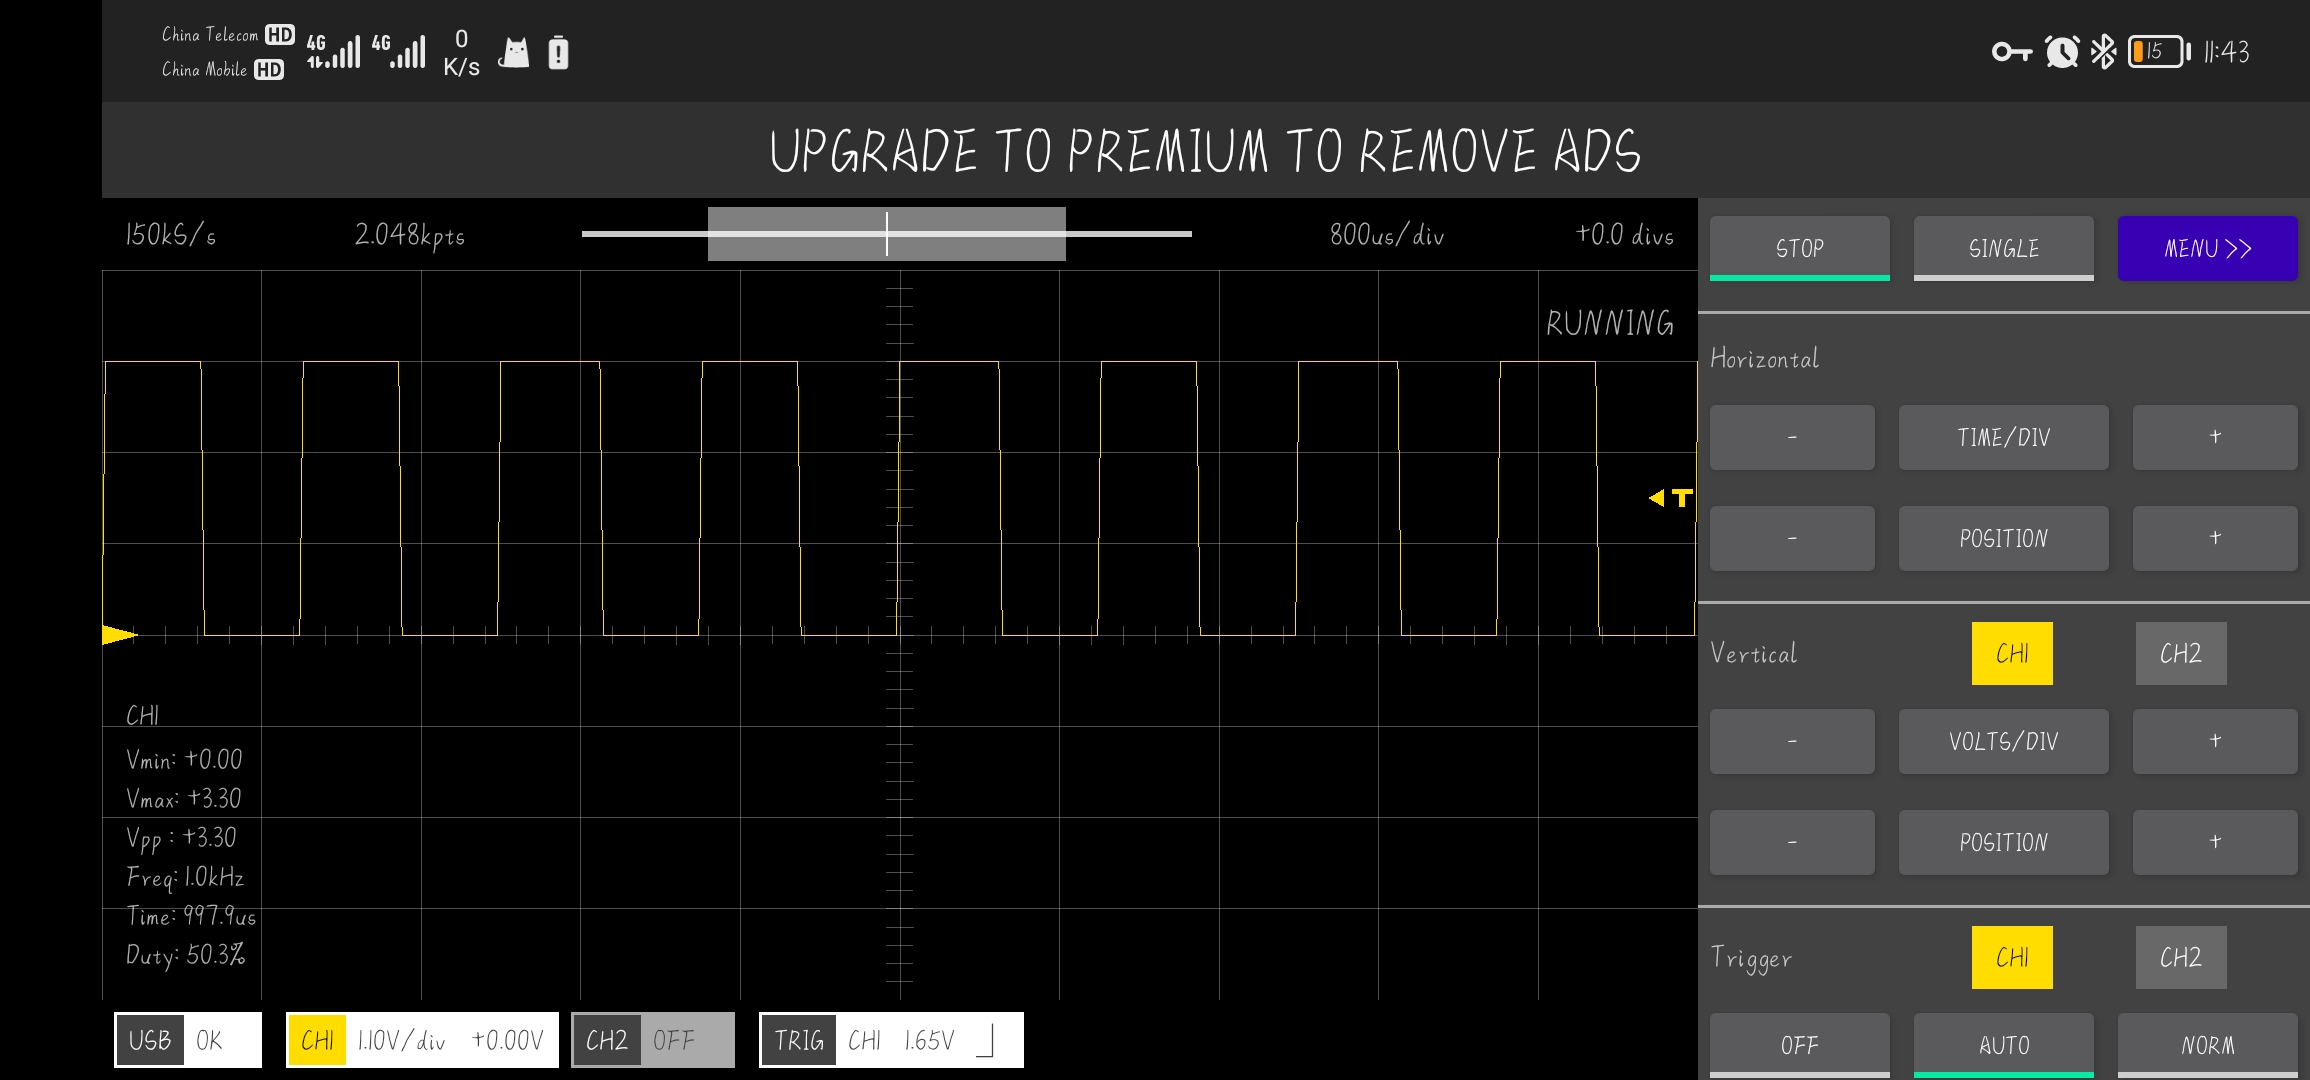 China Telecom HD
China Mobile HD
4G
4G
0
K/s
15
11:43
UPGRADE TO PREMIUM TO REMOVE ADS
150kS/s 2.048kpts 800us/div +0.0 divs
STOP SINGLE MENU >>
RUNNING
Horizontal
- TIME/DIV +
- POSITION +
T
Vertical CH1 CH2
- VOLTS/DIV +
- POSITION +
CH1
Vmin: +0.00
Vmax: +3.30
Vpp : +3.30
Freq: 1.0kHz
Time: 997.9us
Duty: 50.3%
Trigger CH1 CH2
OFF AUTO NORM
USB OK CH1 1.10V/div +0.00V CH2 OFF TRIG CH1 1.65V